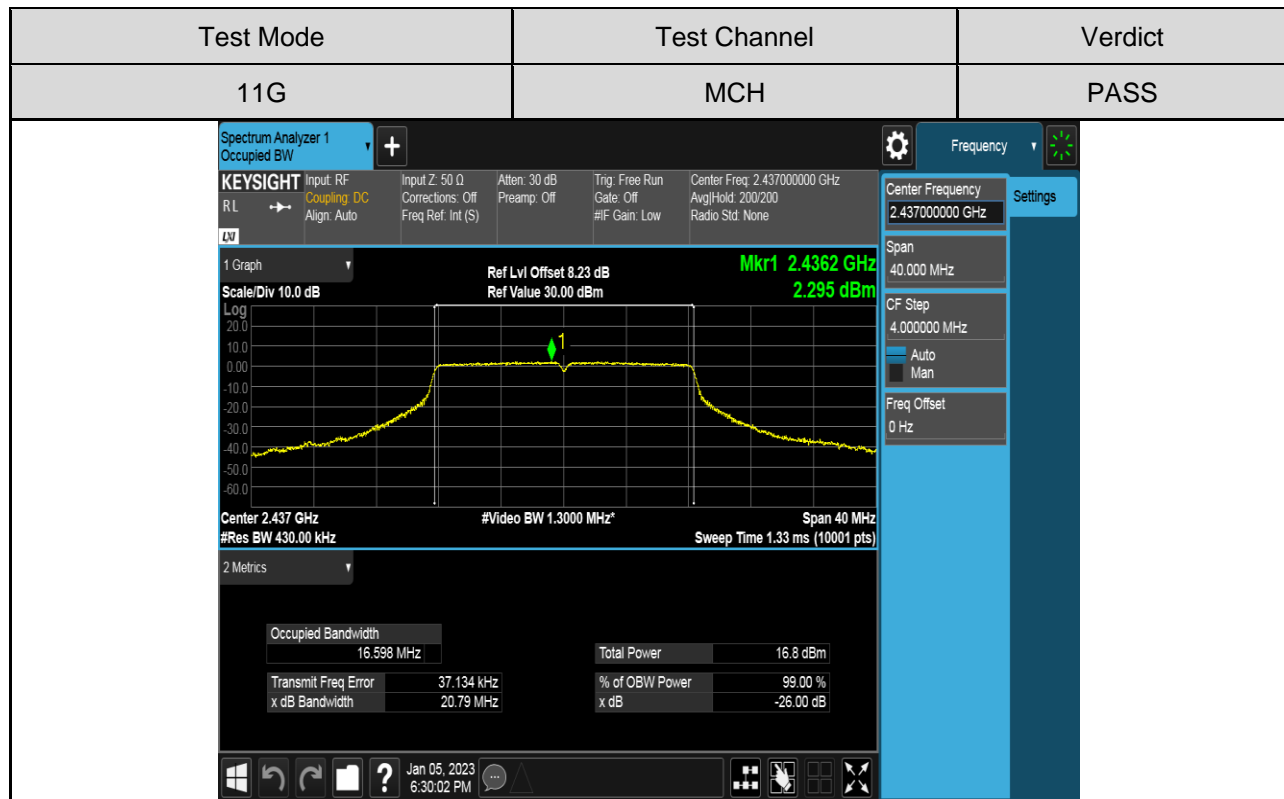 Test Mode Test Channel Verdict
11G MCH PASS
Spectrum Analyzer 1
Occupied BW
+
Frequency
KEYSIGHT Input: RF Input Z: 50 Ω Atten: 30 dB Trig: Free Run Center Freq: 2.437000000 GHz
RL Coupling: DC Corrections: Off Preamp: Off Gate: Off Avg|Hold: 200/200
Align: Auto Freq Ref: Int (S) #IF Gain: Low Radio Std: None
LXI
Center Frequency Settings
2.437000000 GHz
Span
40.000 MHz
CF Step
4.000000 MHz
Auto
Man
Freq Offset
0 Hz
1 Graph Ref Lvl Offset 8.23 dB Mkr1 2.4362 GHz
Scale/Div 10.0 dB Ref Value 30.00 dBm 2.295 dBm
Log
20.0
10.0
0.00
-10.0
-20.0
-30.0
-40.0
-50.0
-60.0
1
Center 2.437 GHz #Video BW 1.3000 MHz* Span 40 MHz
#Res BW 430.00 kHz Sweep Time 1.33 ms (10001 pts)
2 Metrics
Occupied Bandwidth
16.598 MHz Total Power 16.8 dBm
Transmit Freq Error 37.134 kHz % of OBW Power 99.00 %
x dB Bandwidth 20.79 MHz x dB -26.00 dB
? Jan 05, 2023
6:30:02 PM